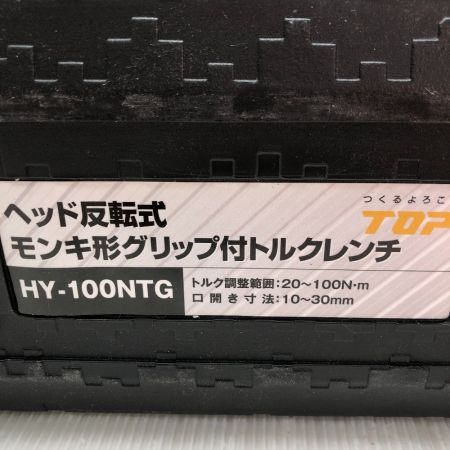 つくるよろこ
TOP
ヘッド反転式
モンキ形グリップ付トルクレンチ
HY-100NTG
トルク調整範囲:20~100N·m
口開き寸法:10~30mm